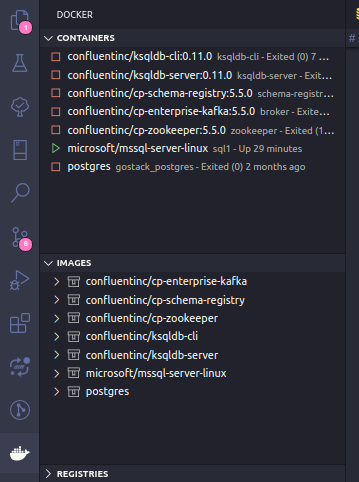 DOCKER
1
CONTAINERS
confluentinc/ksqldb-cli:0.11.0 ksqldb-cli - Exited (0) 7 ...
confluentinc/ksqldb-server:0.11.0 ksqldb-server - Exited...
confluentinc/cp-schema-registry:5.5.0 schema-registr...
confluentinc/cp-enterprise-kafka:5.5.0 broker - Exited...
confluentinc/cp-zookeeper:5.5.0 zookeeper - Exited (1...
microsoft/mssql-server-linux sql1 - Up 29 minutes
postgres gostack_postgres - Exited (0) 2 months ago
8
IMAGES
confluentinc/cp-enterprise-kafka
confluentinc/cp-schema-registry
confluentinc/cp-zookeeper
confluentinc/ksqldb-cli
confluentinc/ksqldb-server
microsoft/mssql-server-linux
postgres
REGISTRIES
#